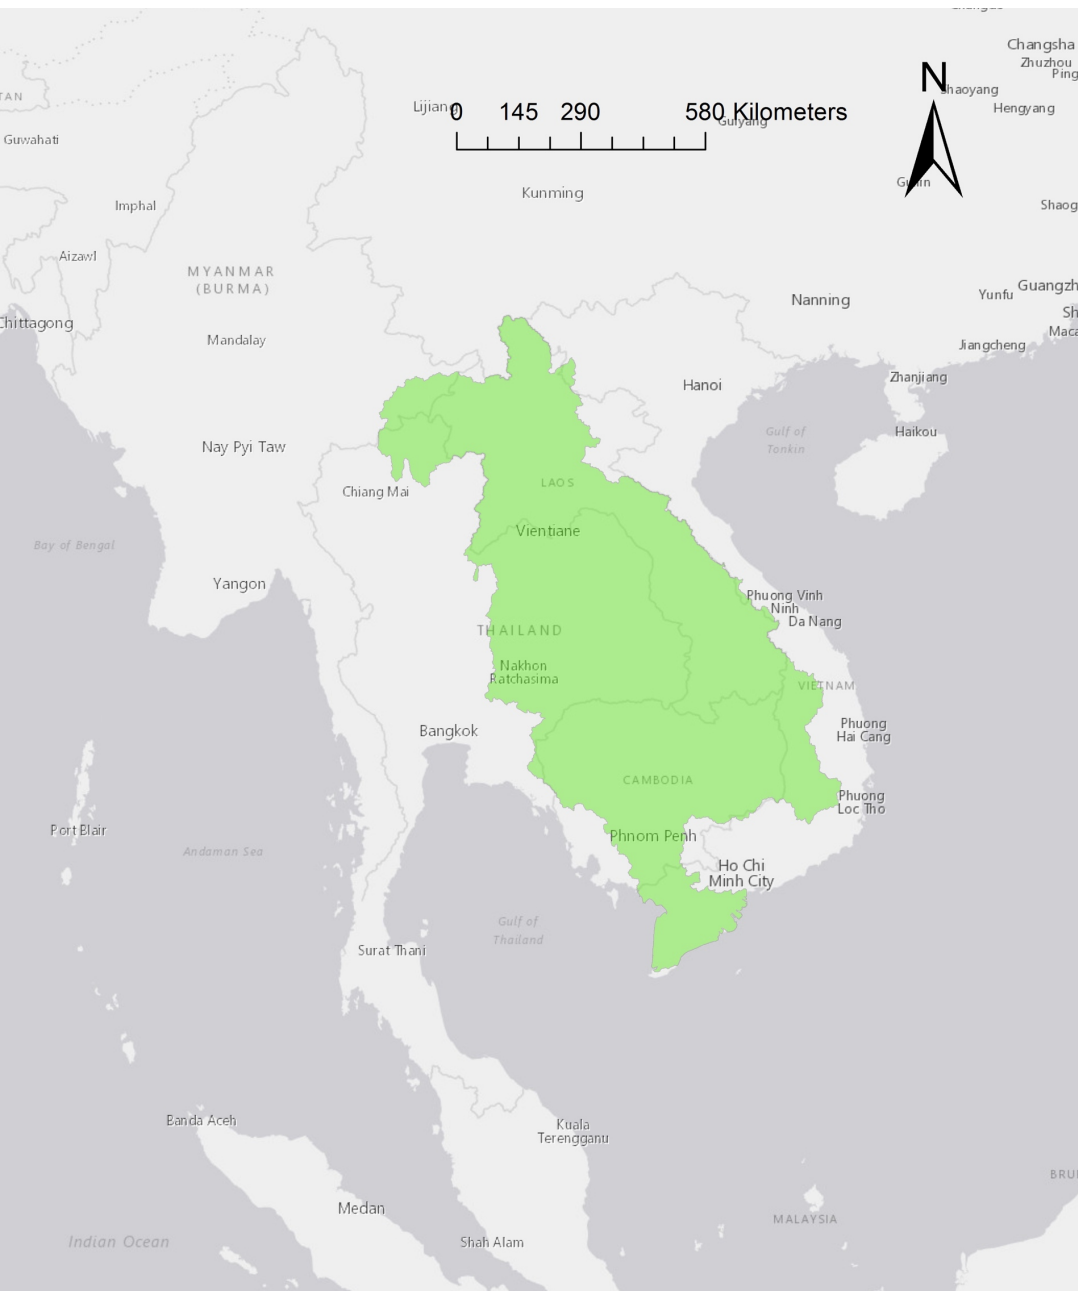 Changsha
Zhuzhou
Ping
N
TAN
Lijiang
0 145 290 580 Kilometers
Guiyang
Shaoyang
Hengyang
Guwahati
Kunming
Guilin
Imphal
Shaog
Aizawl
MYANMAR
(BURMA)
Nanning
Yunfu
Guangzh
Chittagong
Sh
Maca
Mandalay
Jiangcheng
Hanoi
Zhanjiang
Gulf of
Tonkin
Haikou
Nay Pyi Taw
Chiang Mai
LAOS
Vientiane
Bay of Bengal
Yangon
Phuong Vinh
Ninh
Da Nang
THAILAND
Nakhon
Ratchasima
VIETNAM
Bangkok
Phuong
Hai Cang
CAMBODIA
Phuong
Loc Tho
Port Blair
Phnom Penh
Andaman Sea
Ho Chi
Minh City
Gulf of
Thailand
Surat Thani
Banda Aceh
Kuala
Terengganu
BRU
Medan
MALAYSIA
Indian Ocean
Shah Alam